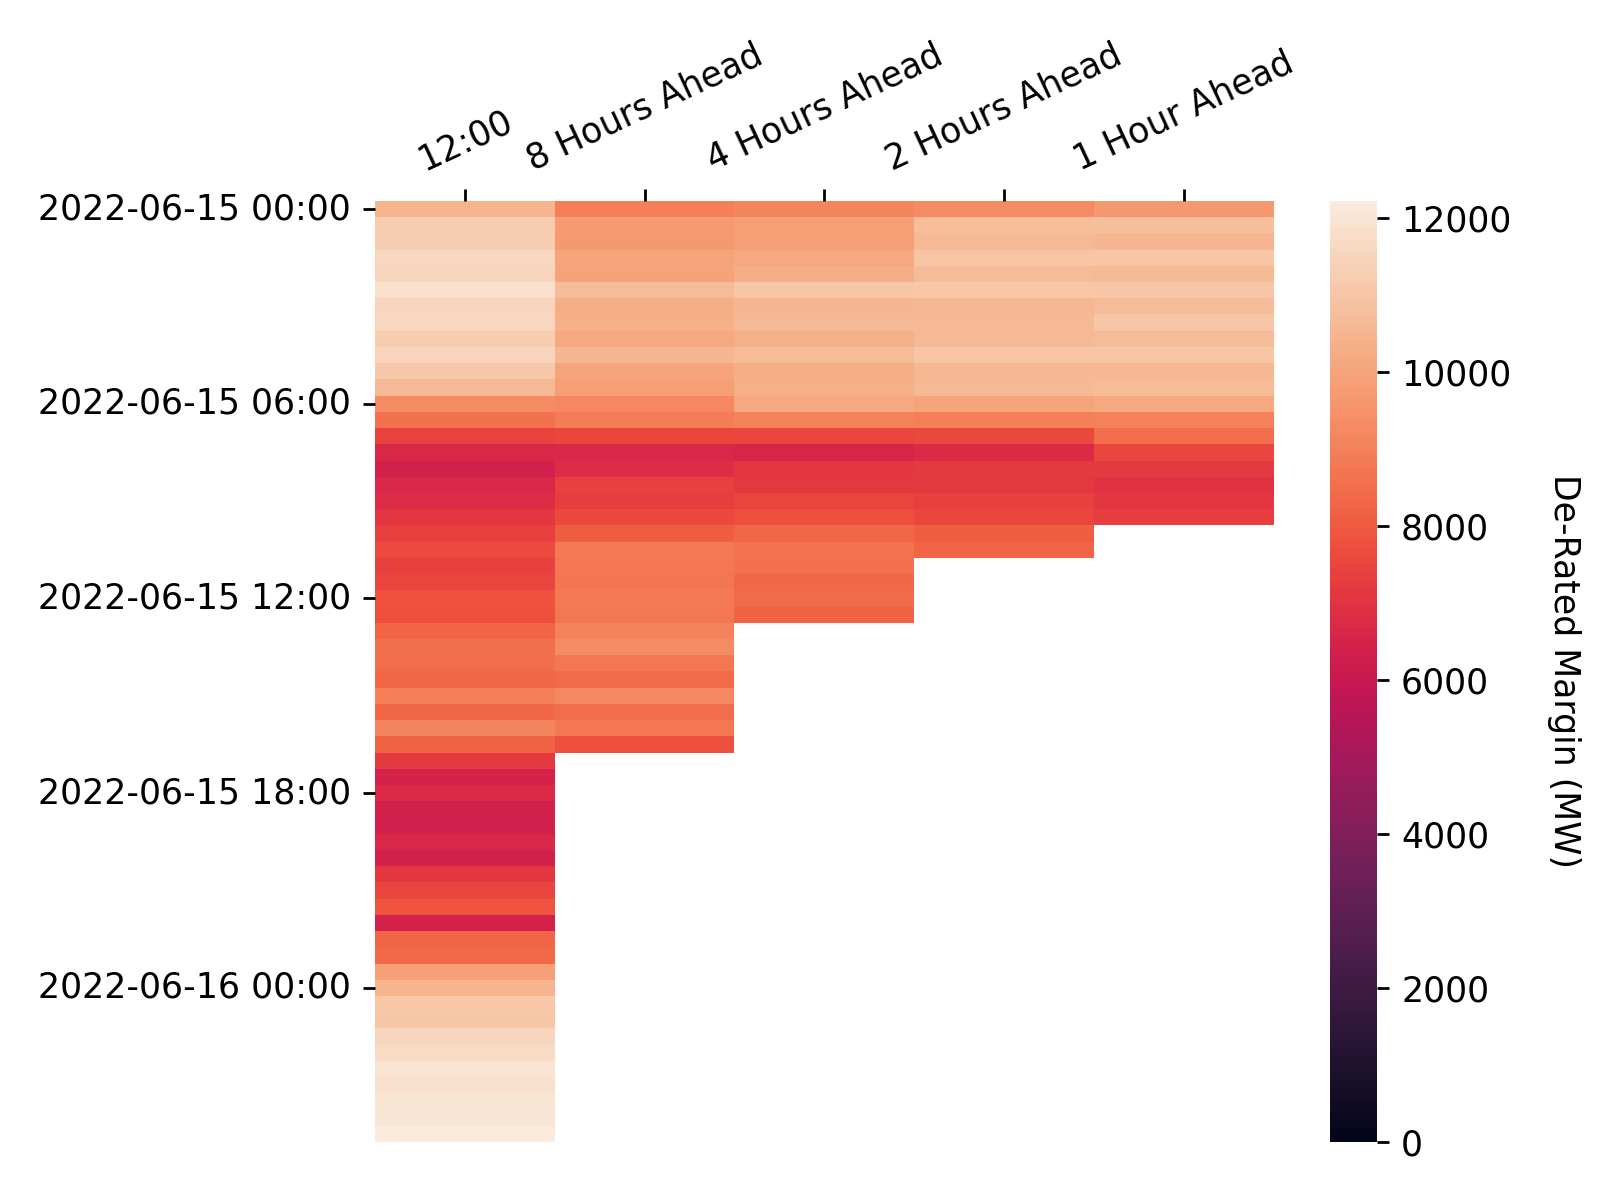 12:00
8 Hours Ahead
4 Hours Ahead
2 Hours Ahead
1 Hour Ahead
2022-06-15 00:00
2022-06-15 06:00
2022-06-15 12:00
2022-06-15 18:00
2022-06-16 00:00
12000
10000
8000
6000
4000
2000
0
De-Rated Margin (MW)